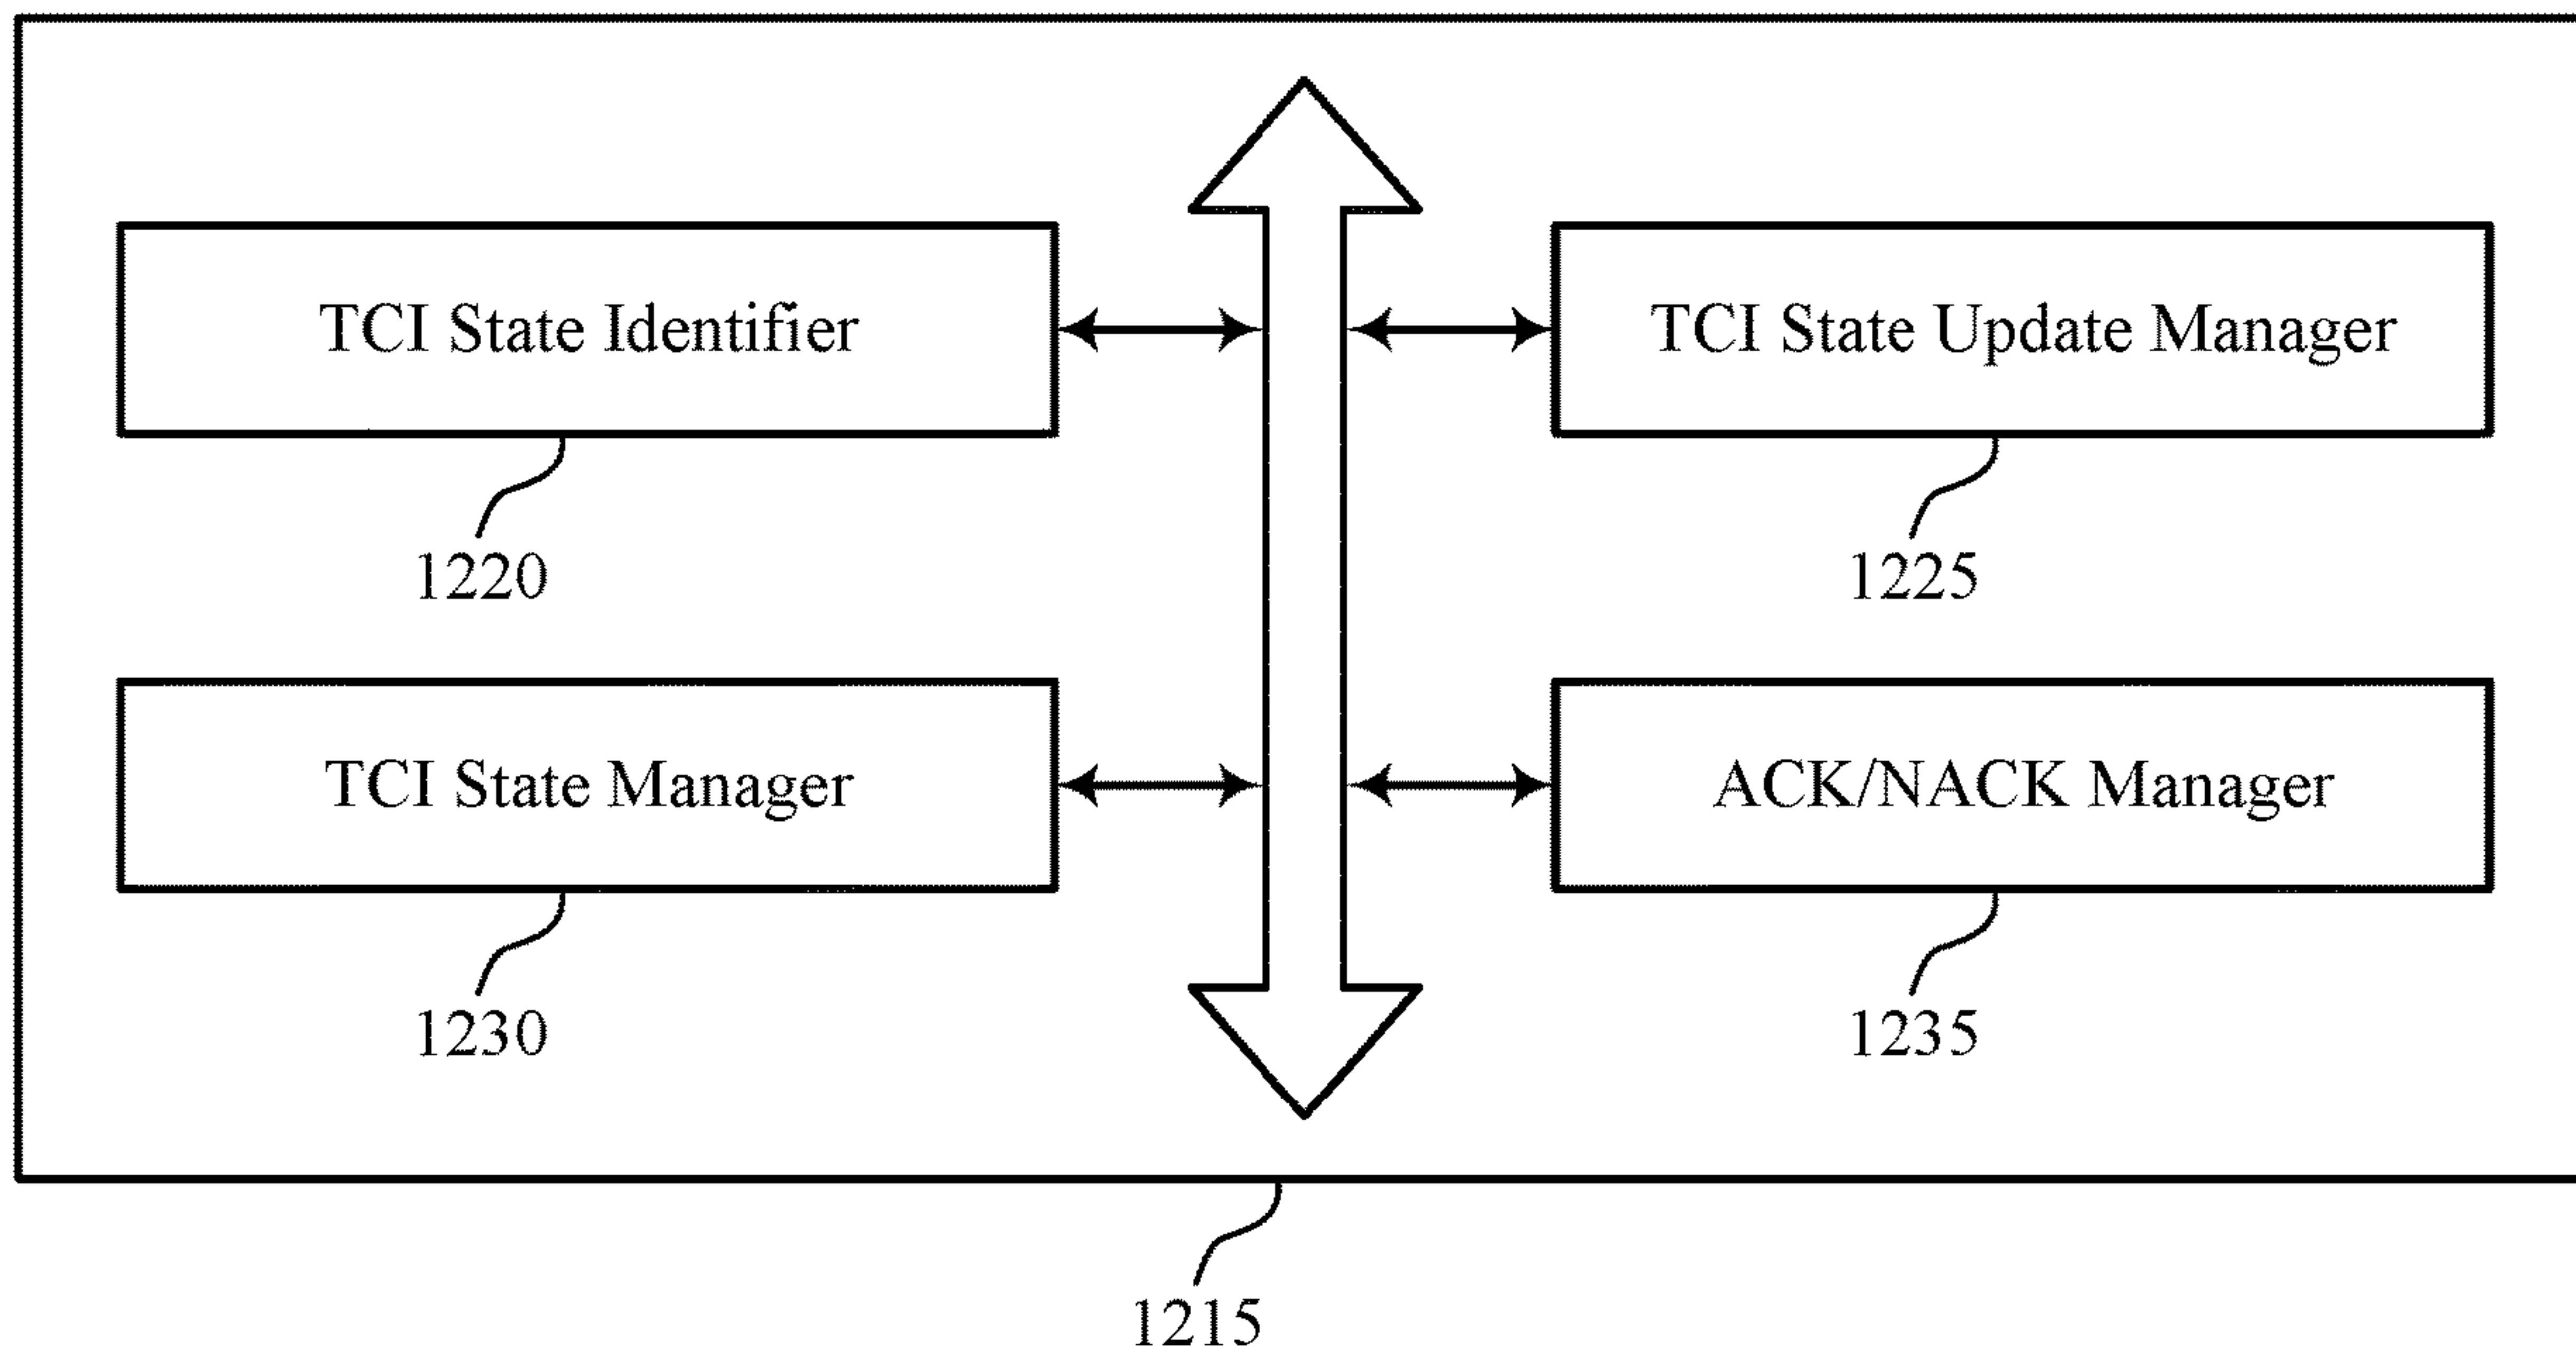 TCI State Identifier
TCI State Update Manager
1220
1225
TCI State Manager
ACK/NACK Manager
1230
1235
1215